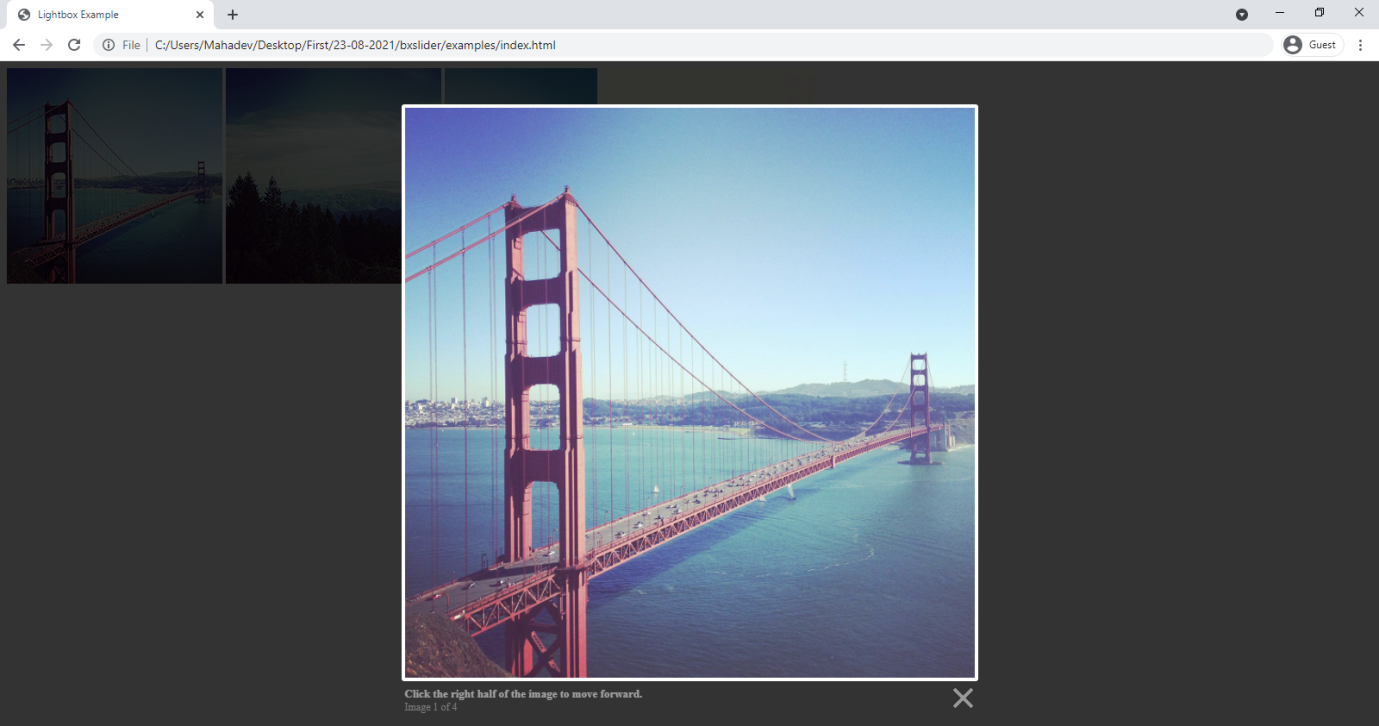 Lightbox Example
File C:/Users/Mahadev/Desktop/First/23-08-2021/bxslider/examples/index.html Guest
Click the right half of the image to move forward.
Image 1 of 4